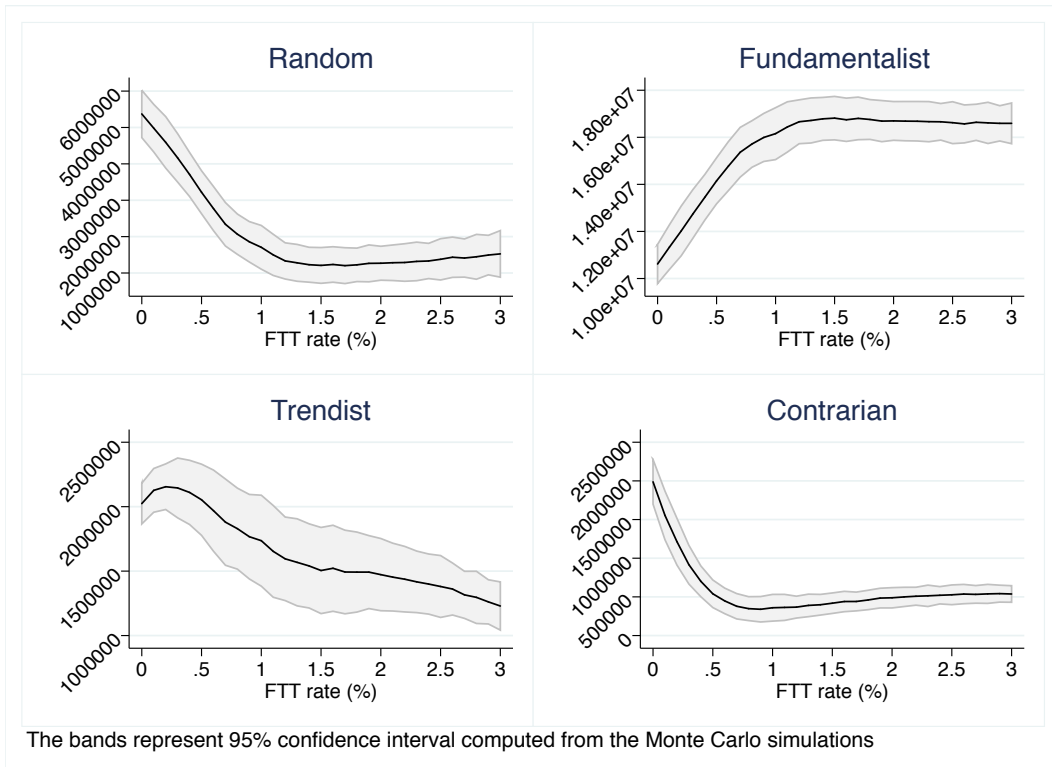 Random
6000000
5000000
4000000
3000000
2000000
1000000
0 .5 1 1.5 2 2.5 3
FTT rate (%)
Fundamentalist
1.80e+07
1.60e+07
1.40e+07
1.20e+07
1.00e+07
0 .5 1 1.5 2 2.5 3
FTT rate (%)
Trendist
2500000
2000000
1500000
1000000
0 .5 1 1.5 2 2.5 3
FTT rate (%)
Contrarian
2500000
2000000
1500000
1000000
500000
0
0 .5 1 1.5 2 2.5 3
FTT rate (%)
The bands represent 95% confidence interval computed from the Monte Carlo simulations